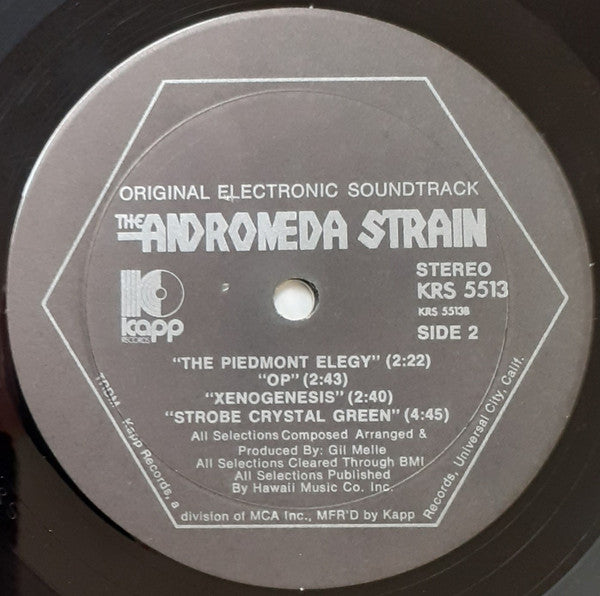 ORIGINAL ELECTRONIC SOUNDTRACK
THE ANDROMEDA STRAIN
kapp
RECORDS
STEREO
KRS 5513
KRS 5513B
SIDE 2
"THE PIEDMONT ELEGY" (2:22)
"OP" (2:43)
"XENOGENESIS" (2:40)
"STROBE CRYSTAL GREEN" (4:45)
All Selections Composed Arranged &
Produced By: Gil Melle
All Selections Cleared Through BMI
All Selections Published
By Hawaii Music Co. Inc.
Kapp Records, a division of MCA Inc., MFR'D by Kapp Records, Universal City, Calif.